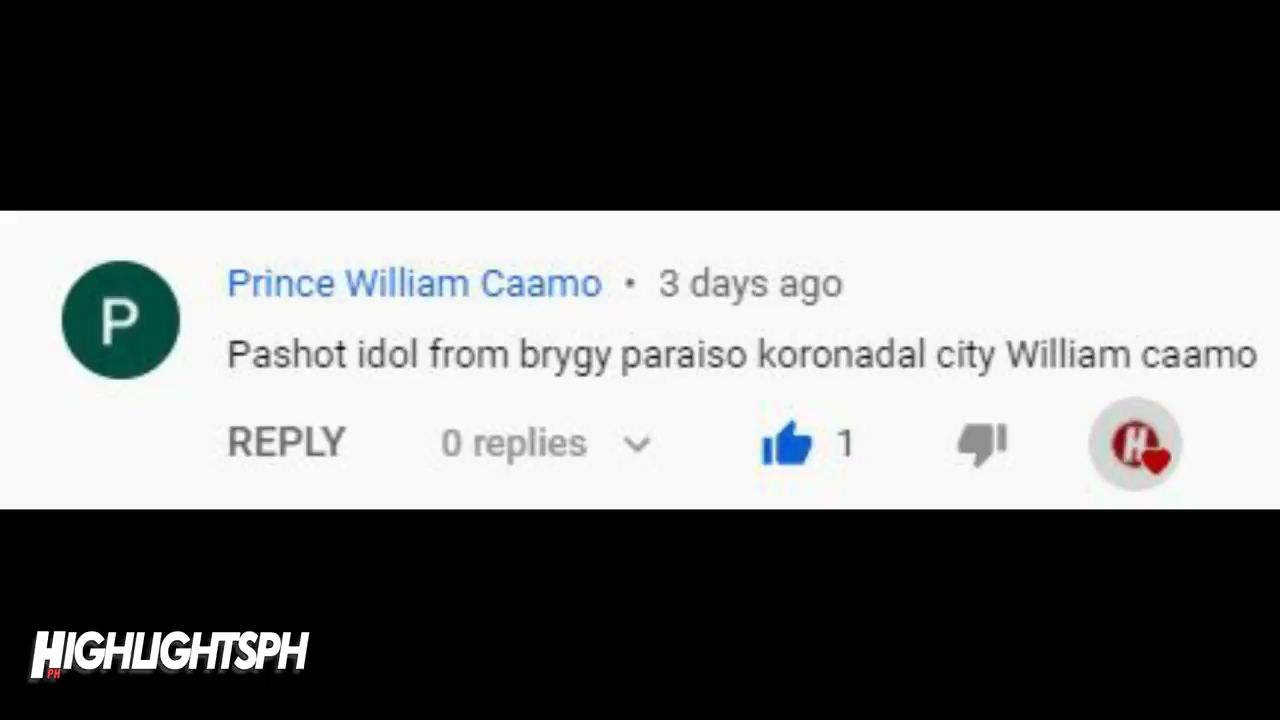 P
Prince William Caamo • 3 days ago
Pashot idol from brygy paraiso koronadal city William caamo
REPLY 0 replies 1 H
HIGHLIGHTSPH
PH